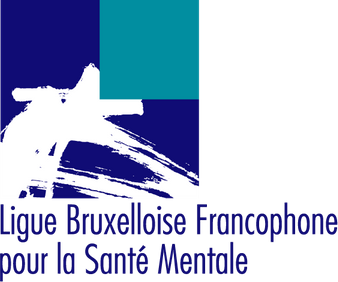 Ligue Bruxelloise Francophone
pour la Santé Mentale